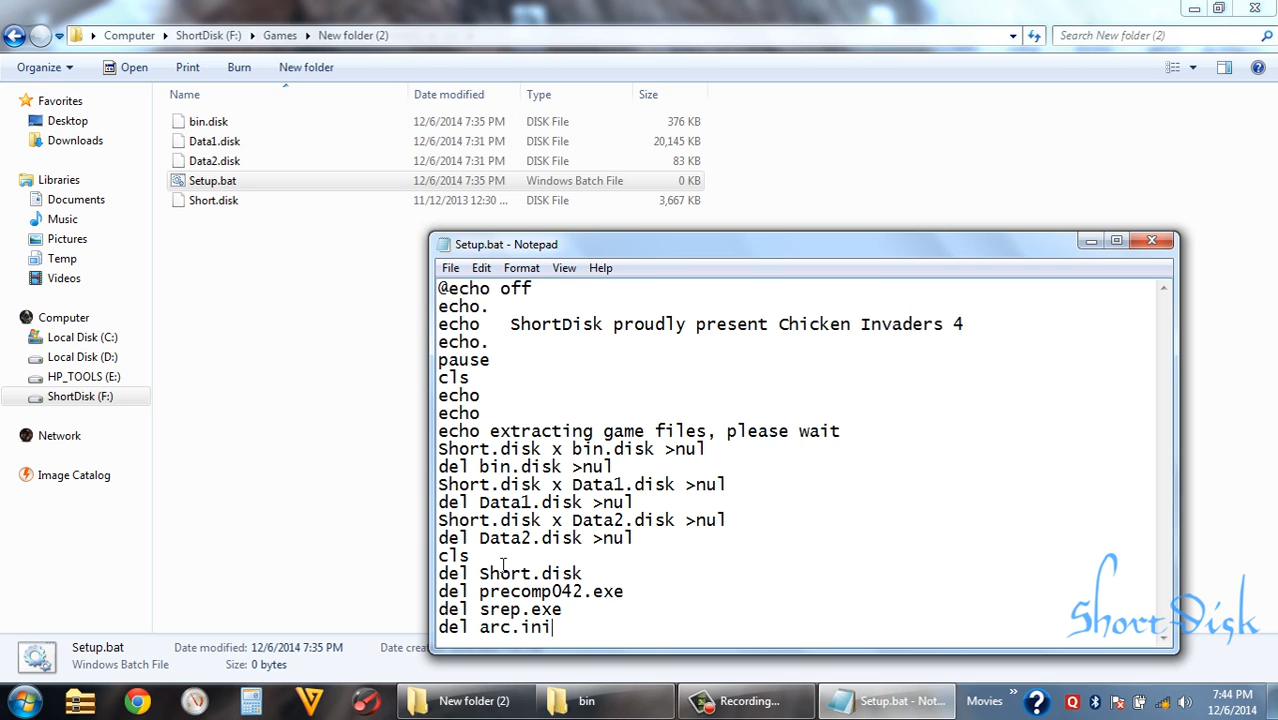 Computer ▸ ShortDisk (F:) ▸ Games ▸ New folder (2)
Search New folder (2)
Organize Open Print Burn New folder
Favorites
Desktop
Downloads
Libraries
Documents
Music
Pictures
Temp
Videos
Computer
Local Disk (C:)
Local Disk (D:)
HP_TOOLS (E:)
ShortDisk (F:)
Network
Image Catalog
Name Date modified Type Size
bin.disk 12/6/2014 7:35 PM DISK File 376 KB
Data1.disk 12/6/2014 7:31 PM DISK File 20,145 KB
Data2.disk 12/6/2014 7:31 PM DISK File 83 KB
Setup.bat 12/6/2014 7:35 PM Windows Batch File 0 KB
Short.disk 11/12/2013 12:30 ... DISK File 3,667 KB
Setup.bat - Notepad
File Edit Format View Help
@echo off
echo.
echo   ShortDisk proudly present Chicken Invaders 4
echo.
pause
cls
echo
echo
echo extracting game files, please wait
Short.disk x bin.disk >nul
del bin.disk >nul
Short.disk x Data1.disk >nul
del Data1.disk >nul
Short.disk x Data2.disk >nul
del Data2.disk >nul
cls
del Short.disk
del precomp042.exe
del srep.exe
del arc.ini
ShortDisk
Setup.bat Date modified: 12/6/2014 7:35 PM Date crea
Windows Batch File Size: 0 bytes
New folder (2) bin Recording... Setup.bat - Not... Movies » 7:44 PM
12/6/2014